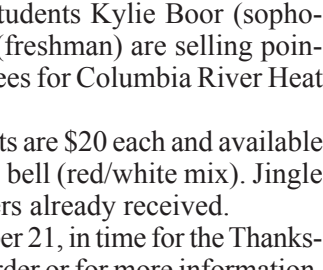 tudents Kylie Boor (sopho-
(freshman) are selling poin-
ees for Columbia River Heat
ts are $20 each and available
bell (red/white mix). Jingle
rs already received.
er 21, in time for the Thanks-
rder or for more information,